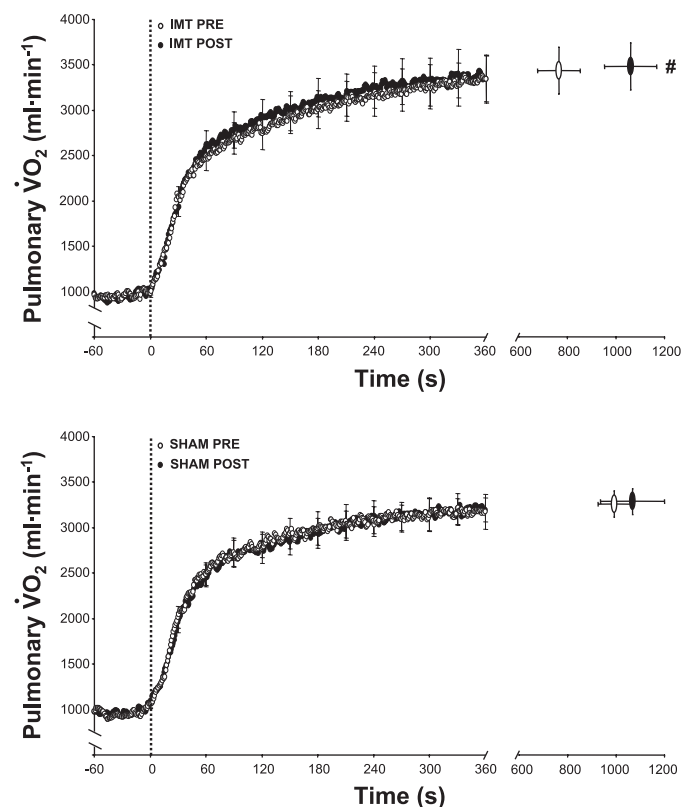 Pulmonary V̇O₂ (ml·min⁻¹)
4000
3500
3000
2500
2000
1500
1000
IMT PRE
IMT POST
#
-60 0 60 120 180 240 300 360 600 800 1000 1200
Time (s)
Pulmonary V̇O₂ (ml·min⁻¹)
4000
3500
3000
2500
2000
1500
1000
SHAM PRE
SHAM POST
-60 0 60 120 180 240 300 360 600 800 1000 1200
Time (s)